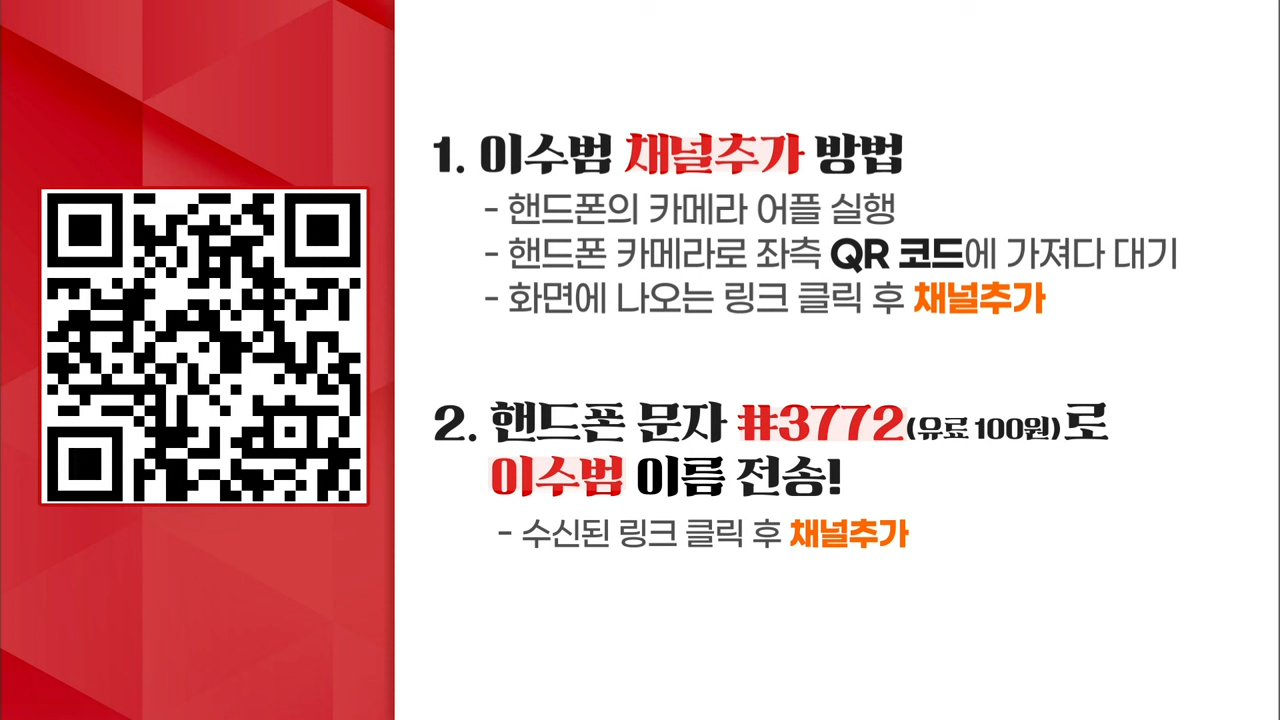 1. 이수범 채널추가 방법
- 핸드폰의 카메라 어플 실행
- 핸드폰 카메라로 좌측 QR 코드에 가져다 대기
- 화면에 나오는 링크 클릭 후 채널추가
2. 핸드폰 문자 #3772(유료 100원)로
이수범 이름 전송!
- 수신된 링크 클릭 후 채널추가